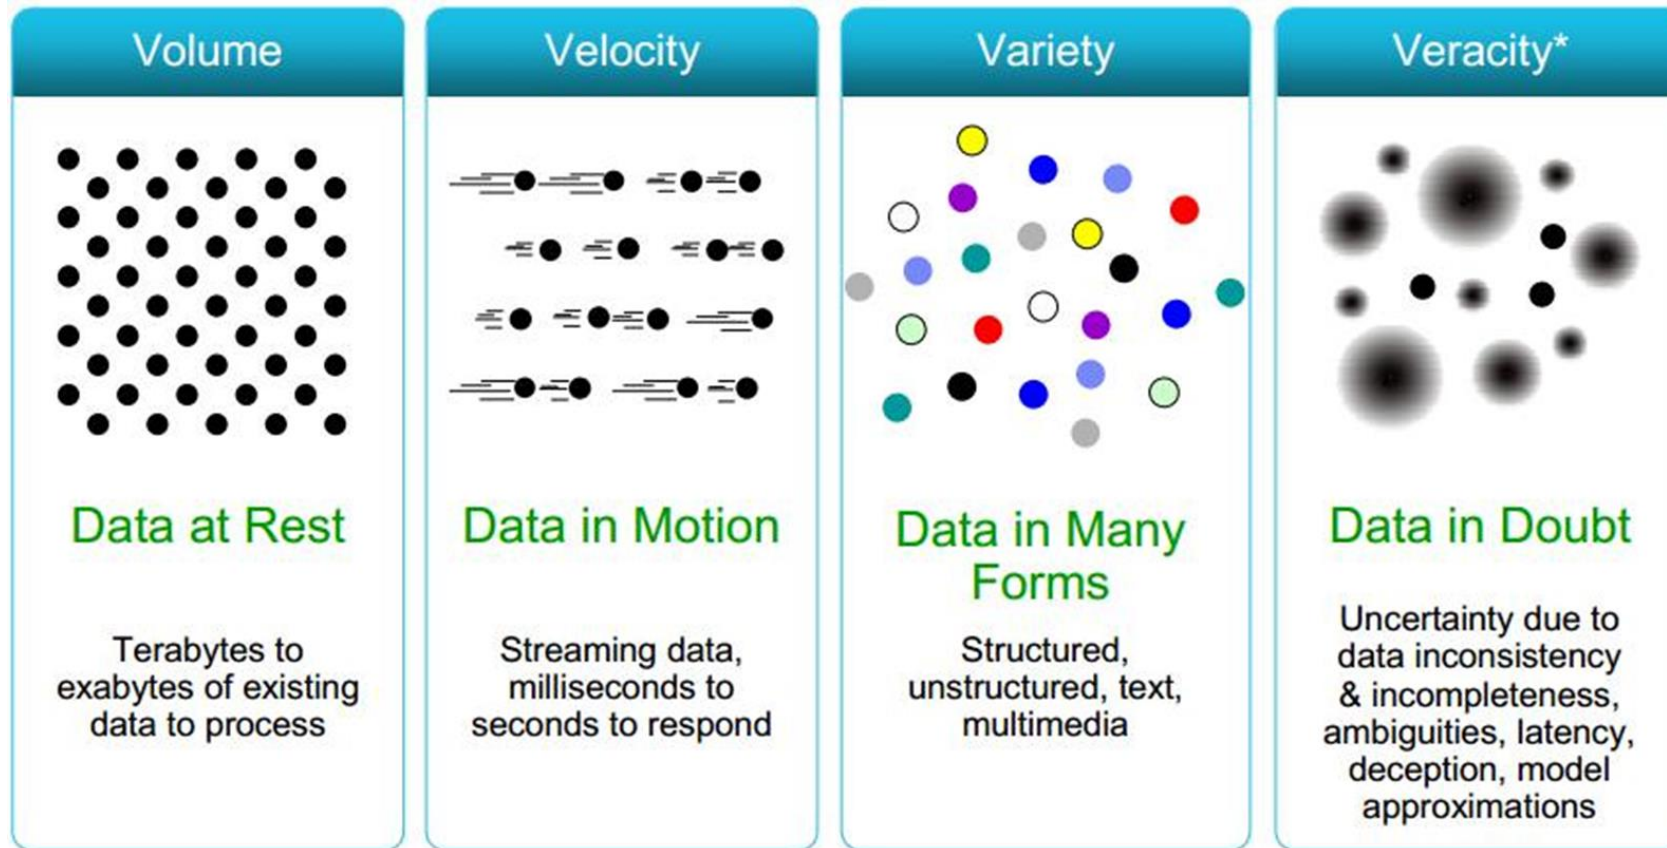 Volume
Data at Rest
Terabytes to
exabytes of existing
data to process
Velocity
Data in Motion
Streaming data,
milliseconds to
seconds to respond
Variety
Data in Many
Forms
Structured,
unstructured, text,
multimedia
Veracity*
Data in Doubt
Uncertainty due to
data inconsistency
& incompleteness,
ambiguities, latency,
deception, model
approximations